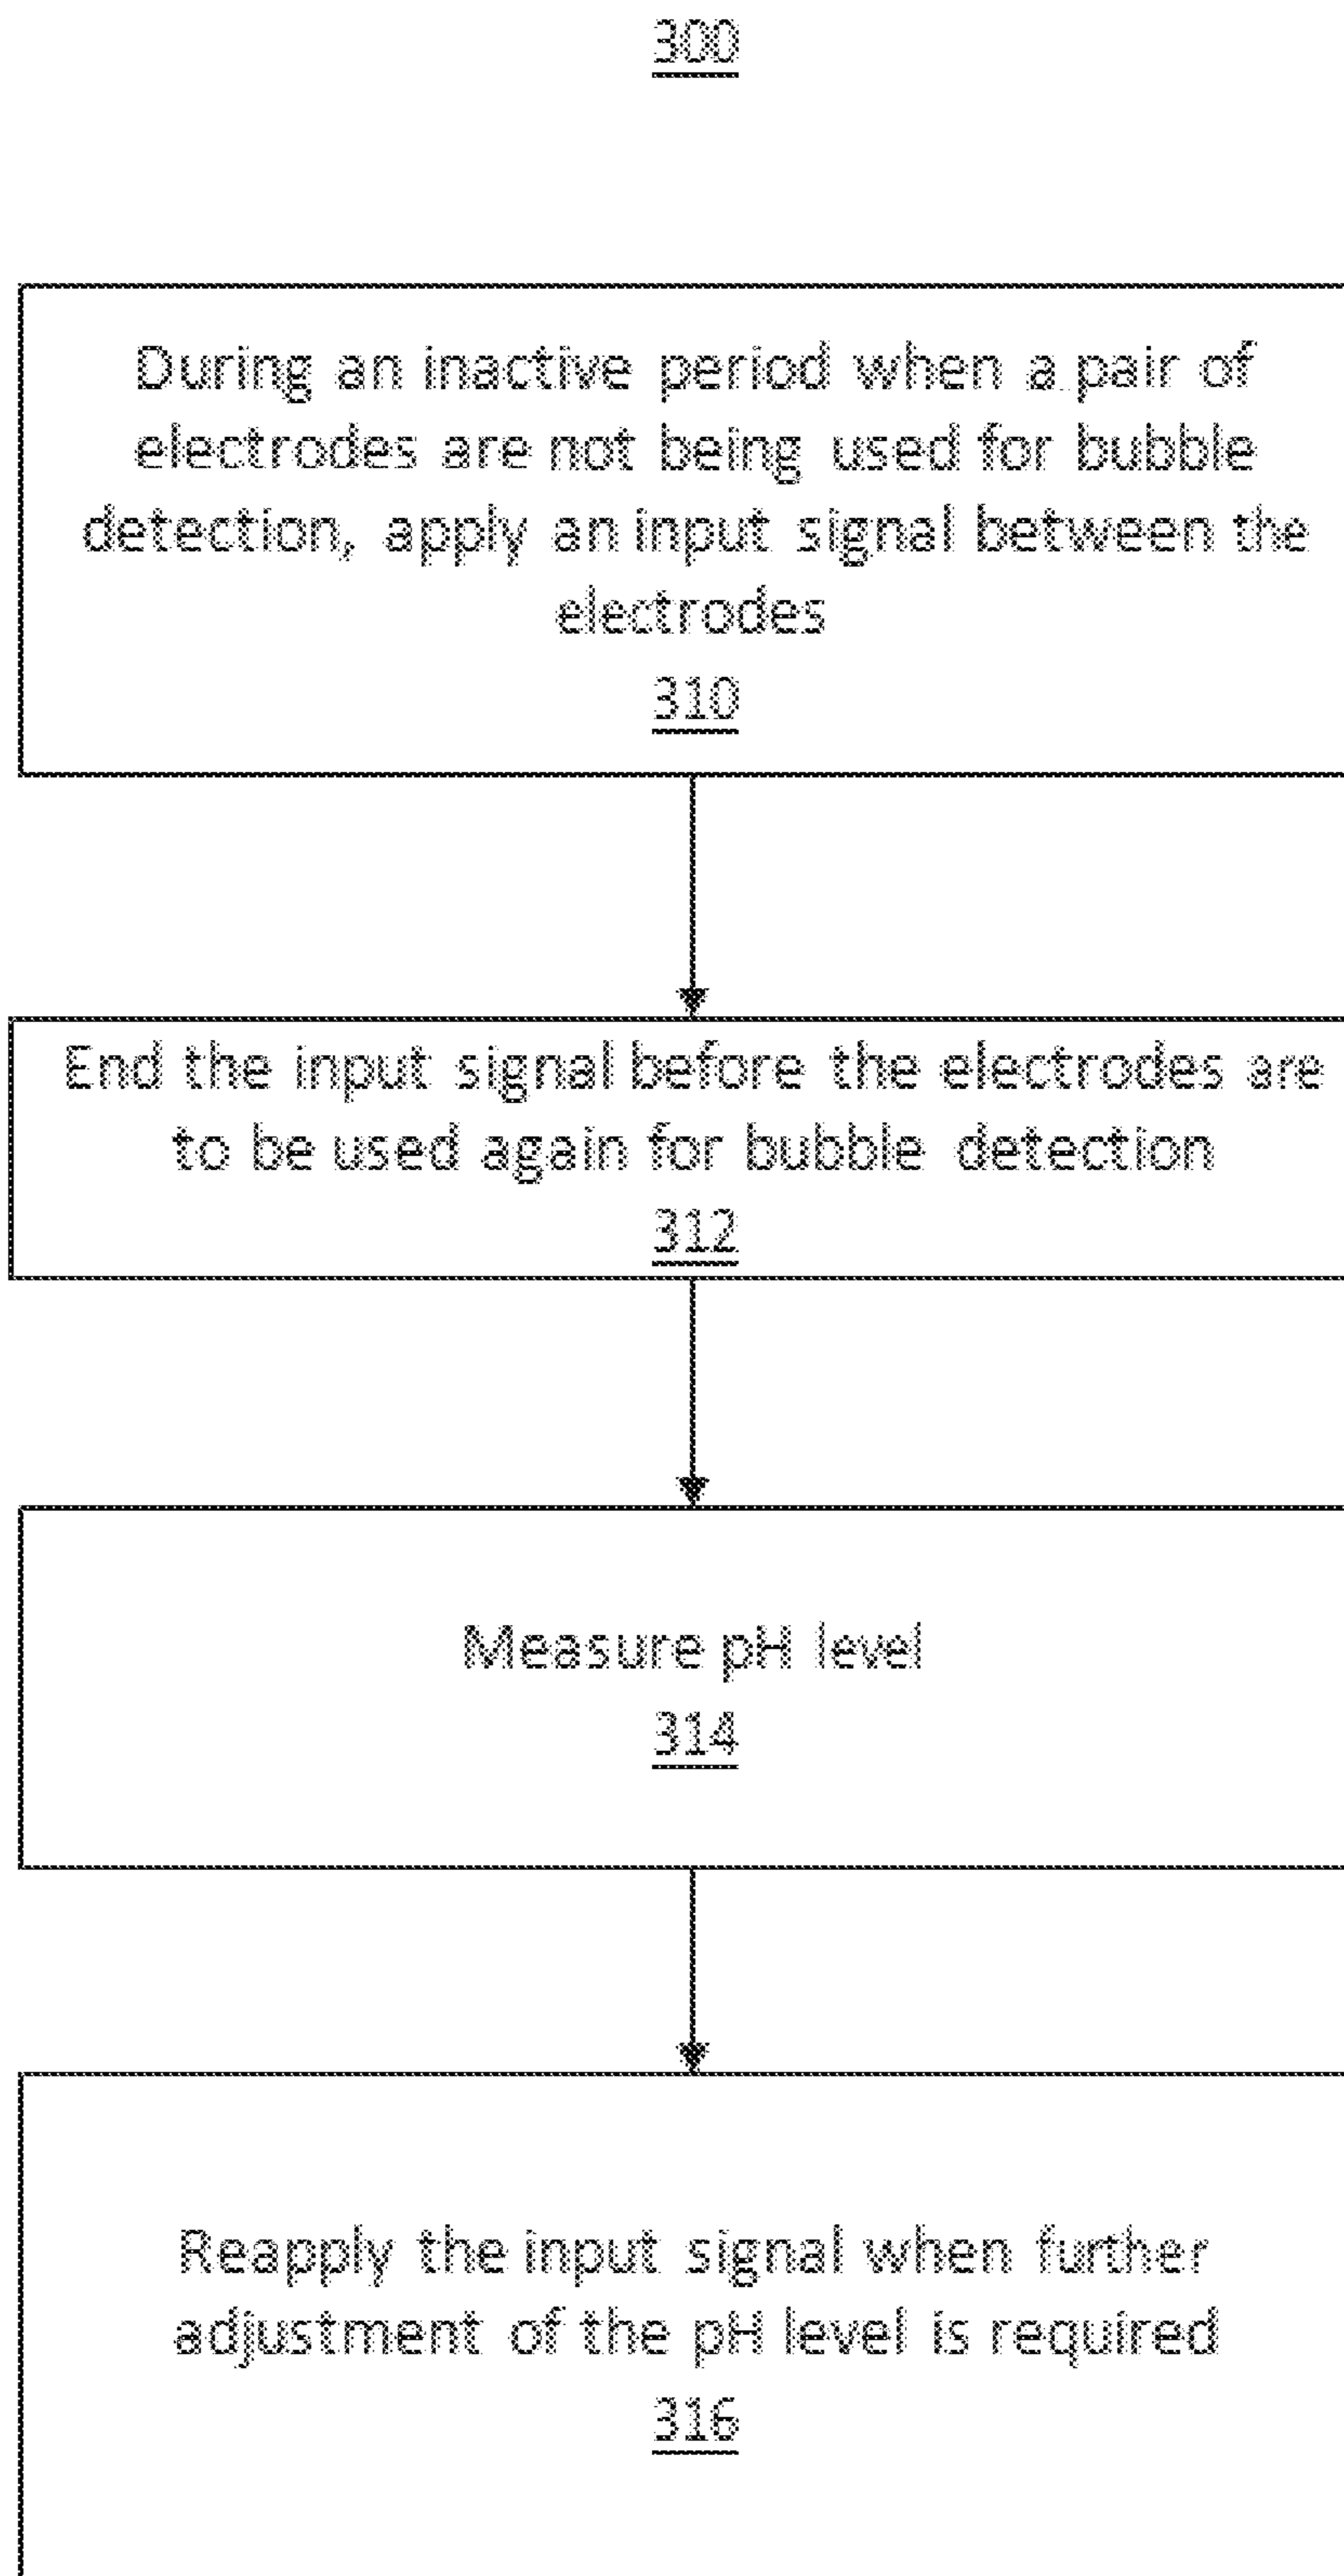 300
During an inactive period when a pair of
electrodes are not being used for bubble
detection, apply an input signal between the
electrodes
310
End the input signal before the electrodes are
to be used again for bubble detection
312
Measure pH level
314
Reapply the input signal when further
adjustment of the pH level is required
316